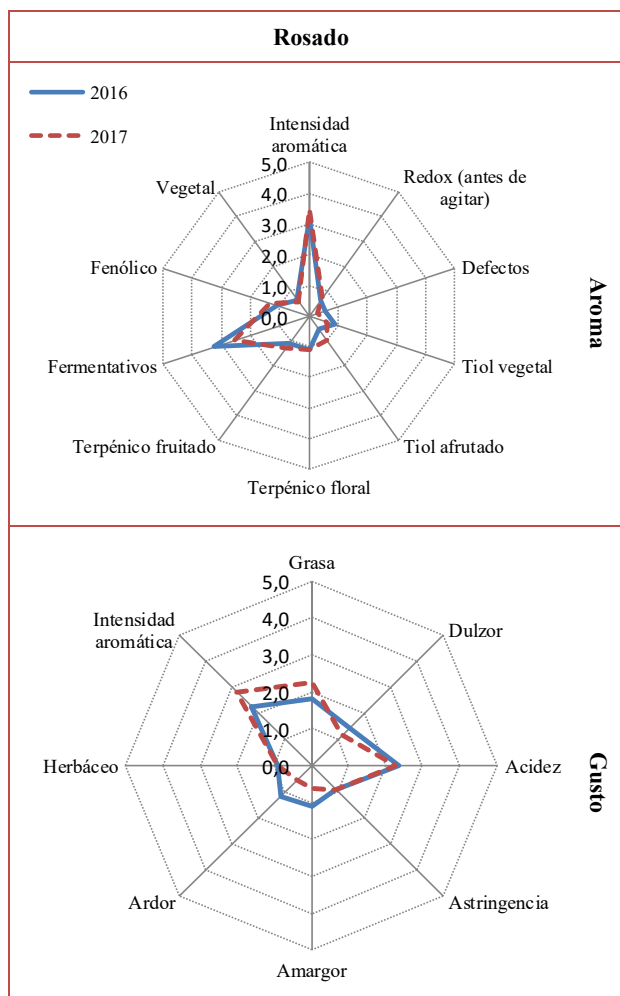 Rosado
2016
2017
Intensidad
aromática
Redox (antes de
agitar)
Defectos
Tiol vegetal
Tiol afrutado
Terpénico floral
Terpénico fruitado
Fermentativos
Fenólico
Vegetal
5,0
4,0
3,0
2,0
1,0
0,0
Aroma
Grasa
Dulzor
Acidez
Astringencia
Amargor
Ardor
Herbáceo
Intensidad
aromática
5,0
4,0
3,0
2,0
1,0
0,0
Gusto